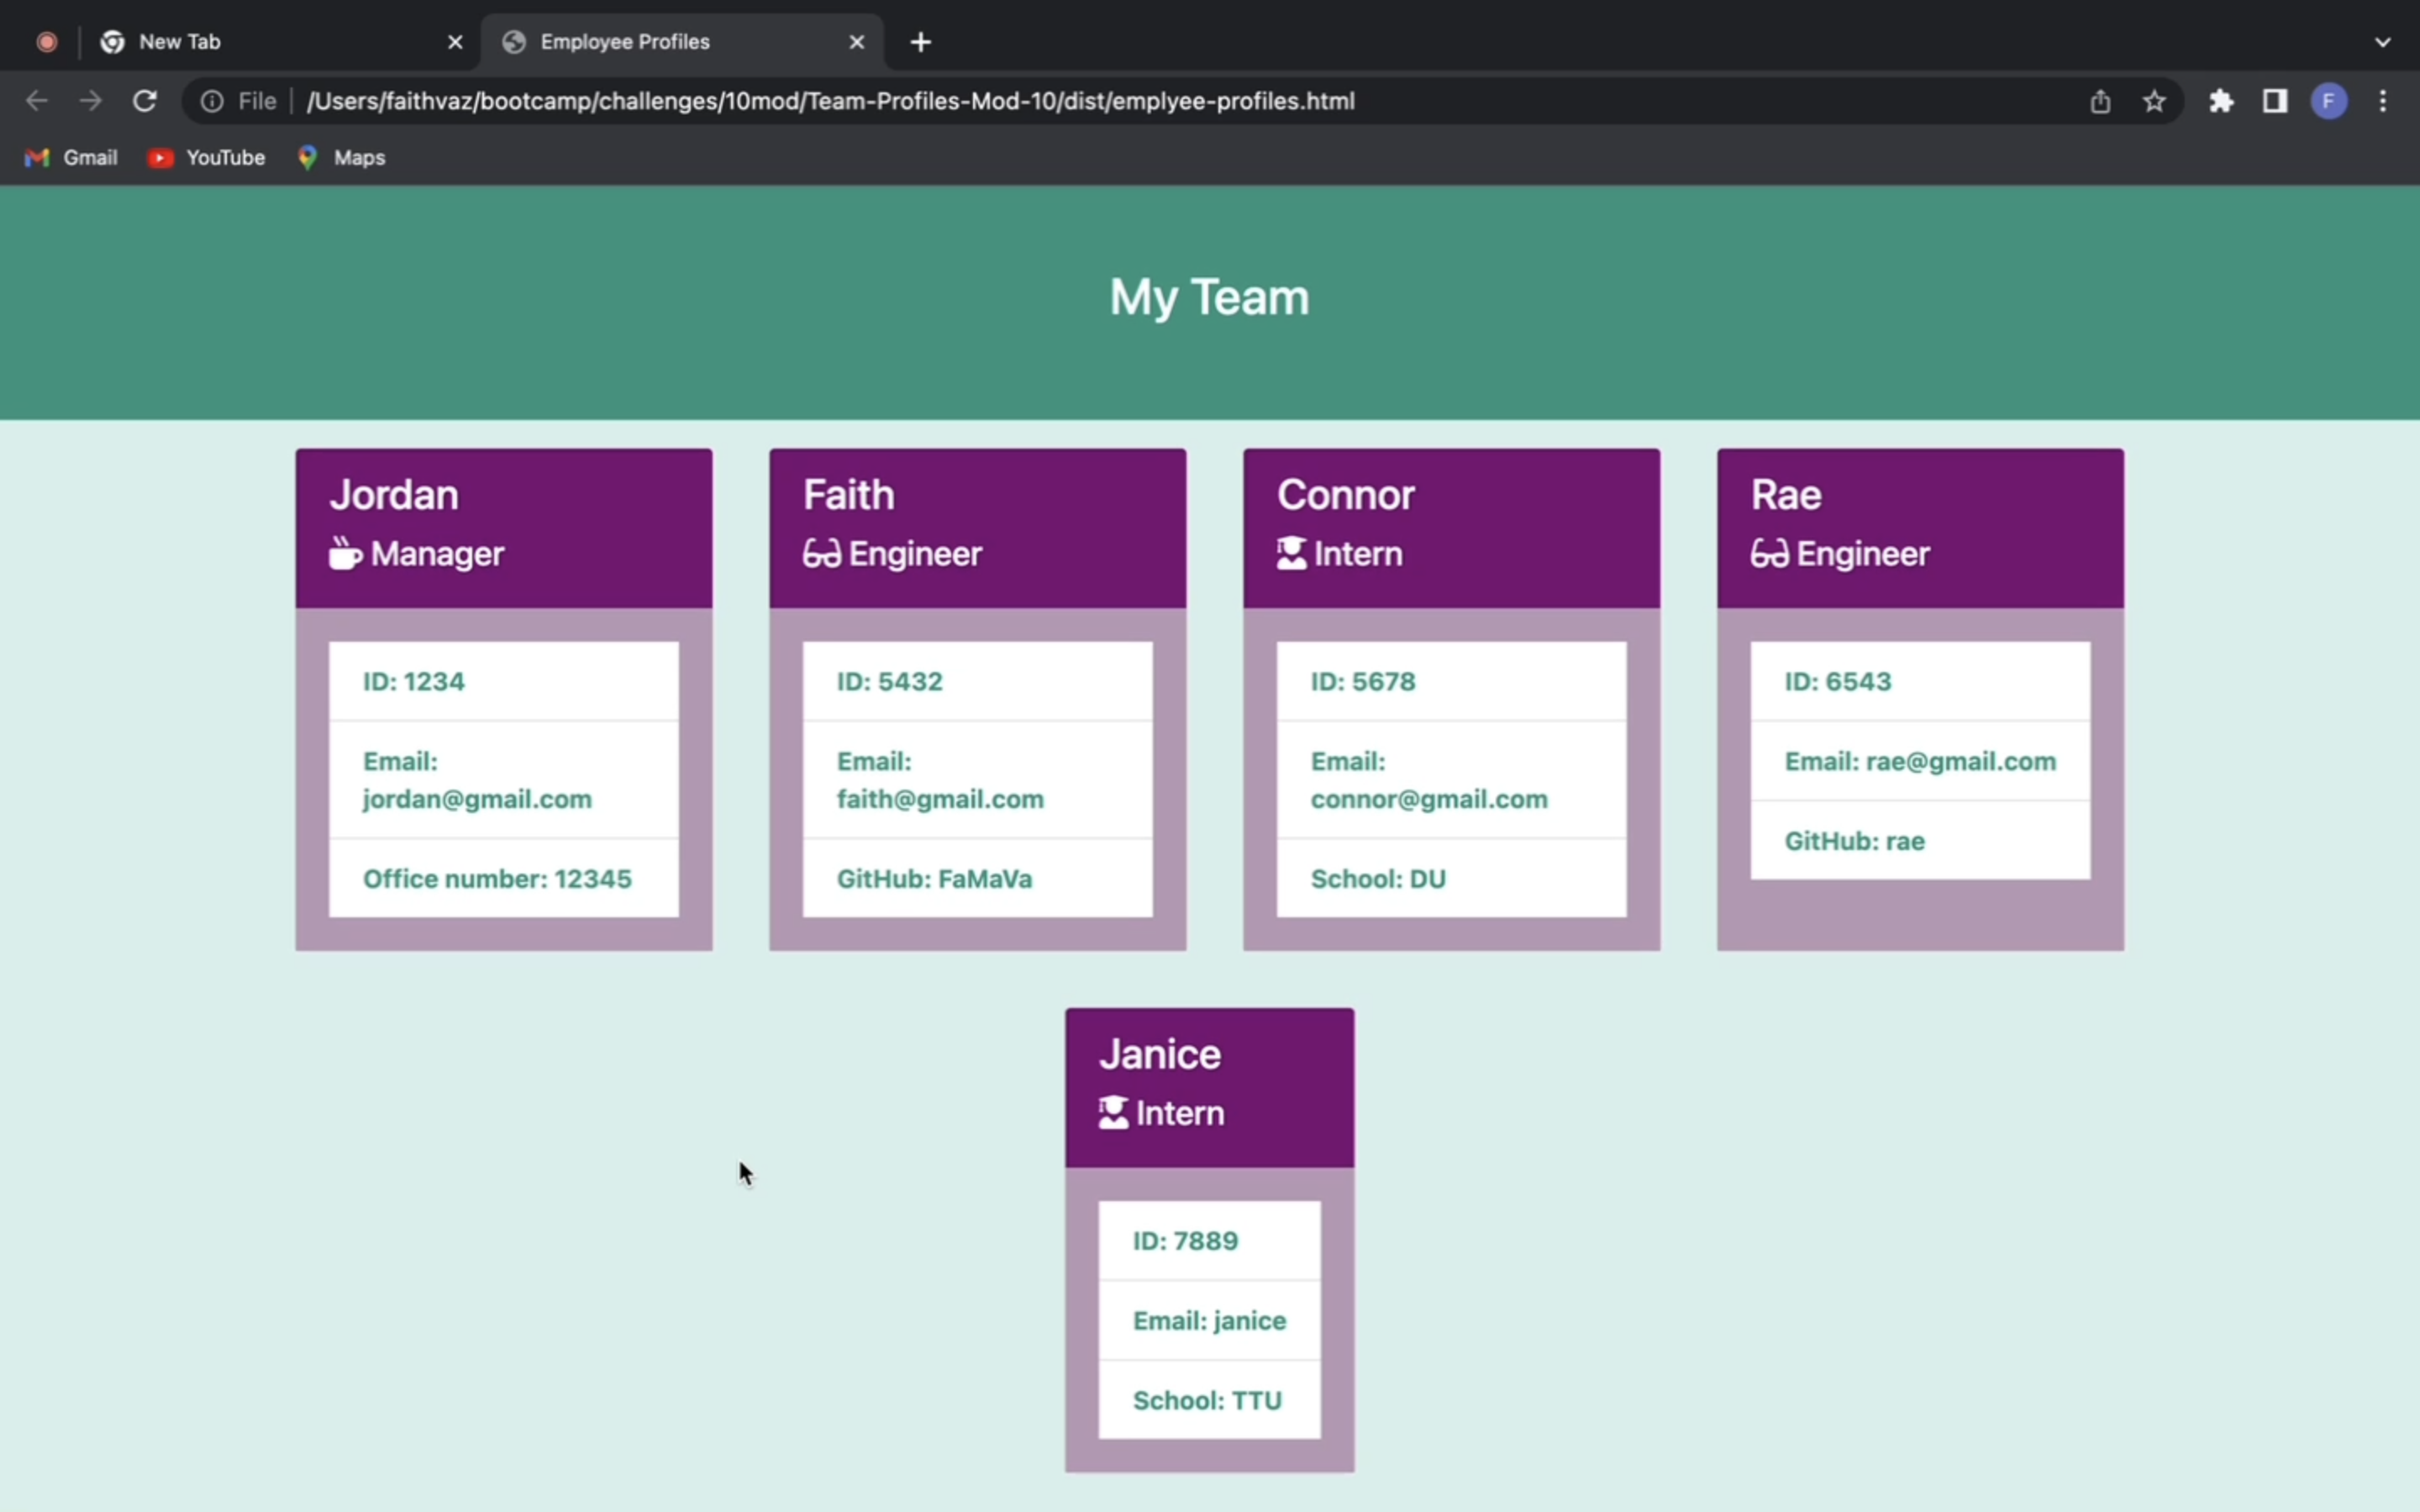 New Tab
Employee Profiles
File
/Users/faithvaz/bootcamp/challenges/10mod/Team-Profiles-Mod-10/dist/emplyee-profiles.html
F
Gmail
YouTube
Maps
My Team
Jordan
Manager
ID: 1234
Email:
jordan@gmail.com
Office number: 12345
Faith
Engineer
ID: 5432
Email:
faith@gmail.com
GitHub: FaMaVa
Connor
Intern
ID: 5678
Email:
connor@gmail.com
School: DU
Rae
Engineer
ID: 6543
Email: rae@gmail.com
GitHub: rae
Janice
Intern
ID: 7889
Email: janice
School: TTU